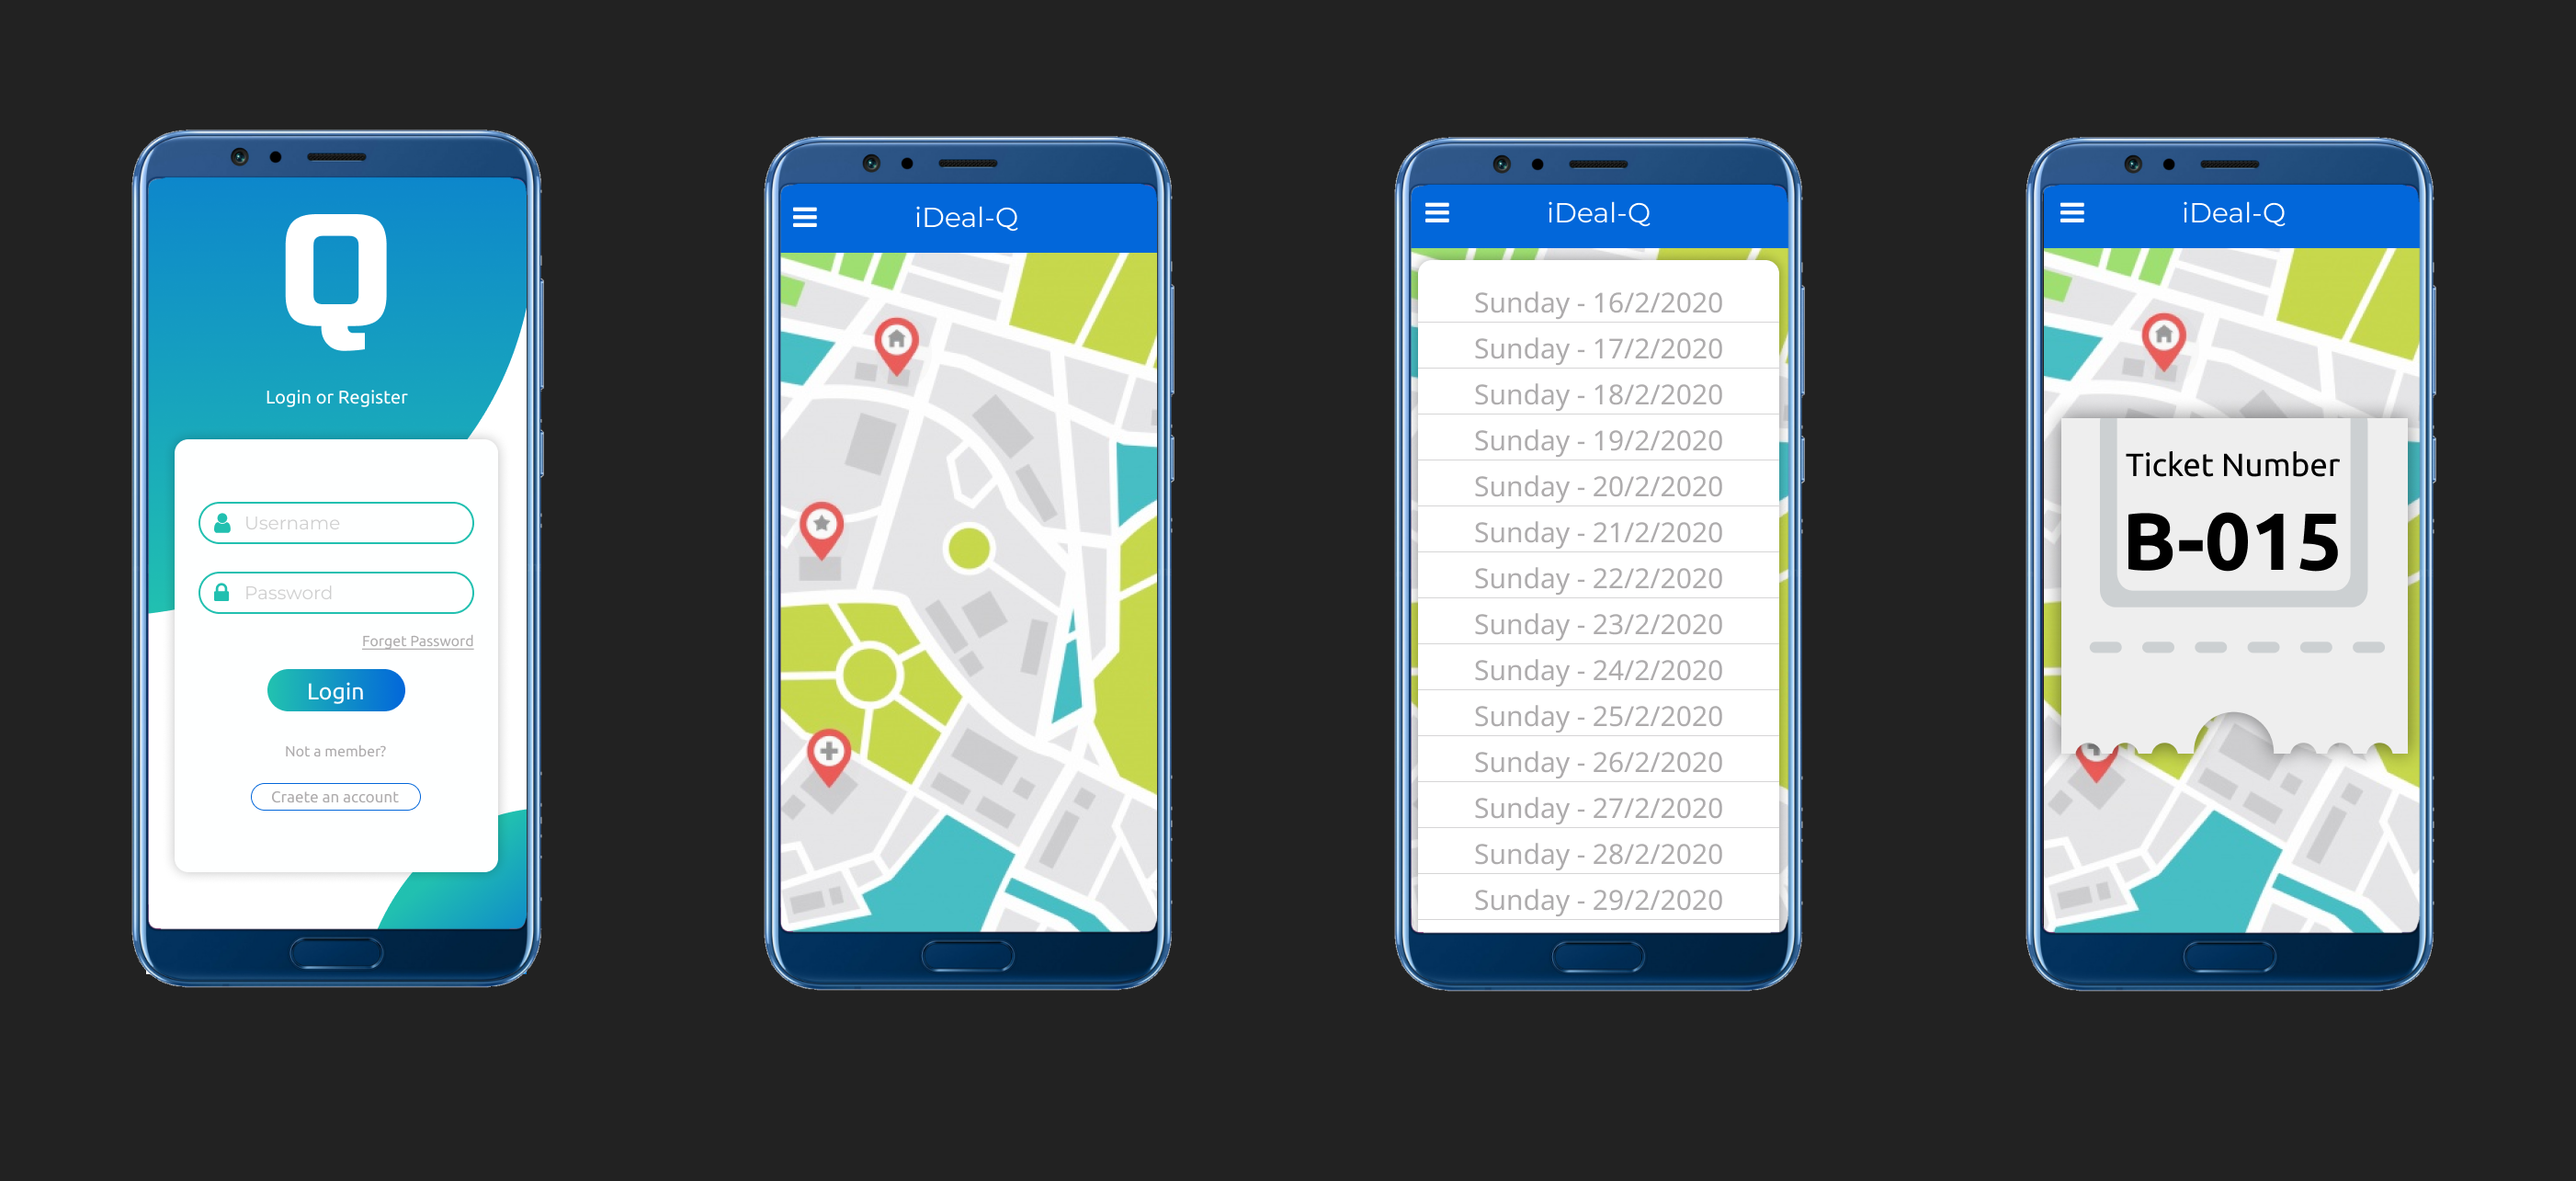 Q
Login or Register
Username
Password
Forget Password
Login
Not a member?
Craete an account
iDeal-Q
iDeal-Q
Sunday - 16/2/2020
Sunday - 17/2/2020
Sunday - 18/2/2020
Sunday - 19/2/2020
Sunday - 20/2/2020
Sunday - 21/2/2020
Sunday - 22/2/2020
Sunday - 23/2/2020
Sunday - 24/2/2020
Sunday - 25/2/2020
Sunday - 26/2/2020
Sunday - 27/2/2020
Sunday - 28/2/2020
Sunday - 29/2/2020
iDeal-Q
Ticket Number
B-015